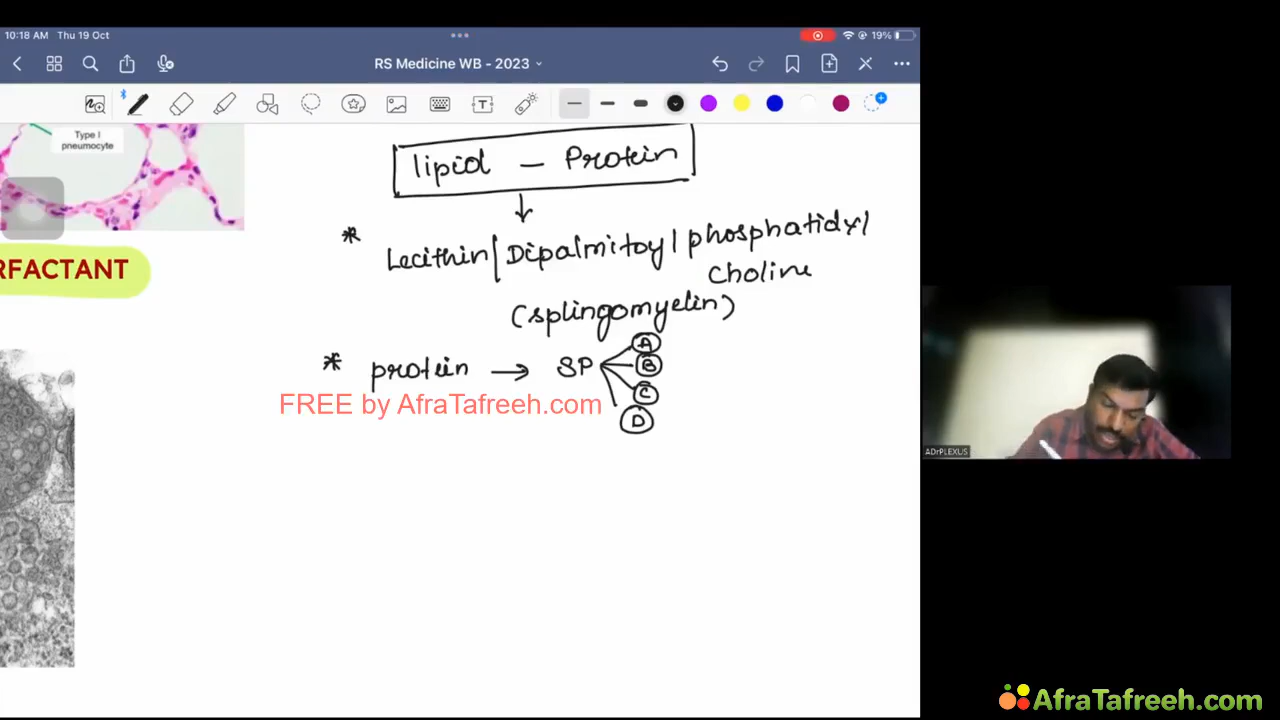 10:18 AM Thu 19 Oct
19%
RS Medicine WB - 2023
T
Type I
pneumocyte
lipid — Protein
RFACTANT
* Lecithin/Dipalmitoyl phosphatidyl
Choline
(splingomyelin)
* protein → SP A
B
C
D
FREE by AfraTafreeh.com
ADrPLEXUS
AfraTafreeh.com